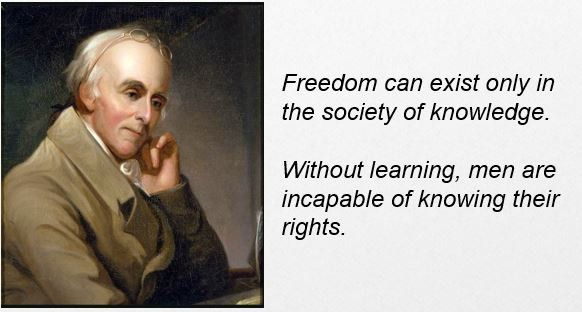 Freedom can exist only in
the society of knowledge.
Without learning, men are
incapable of knowing their
rights.